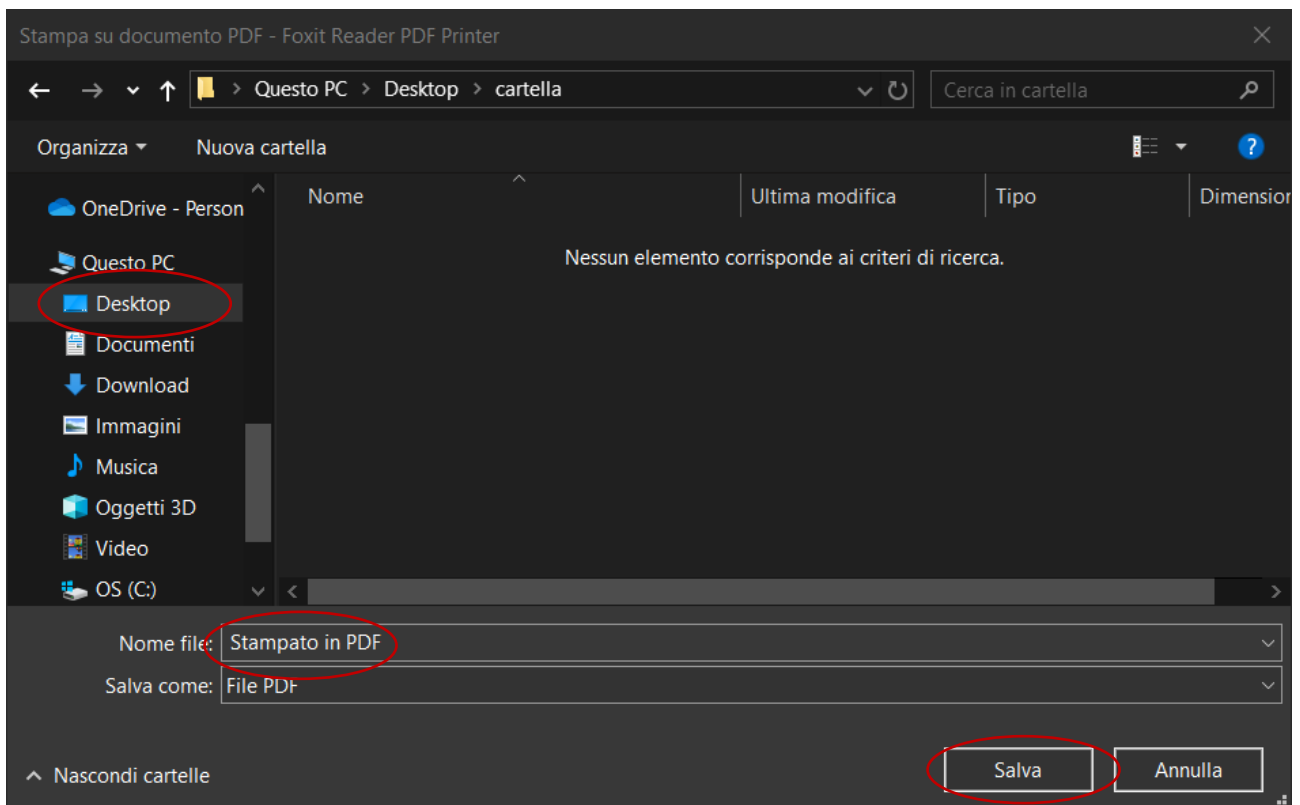 Stampa su documento PDF - Foxit Reader PDF Printer
Questo PC > Desktop > cartella
Cerca in cartella
Organizza
Nuova cartella
Nome
Ultima modifica
Tipo
Dimension
OneDrive - Person
Nessun elemento corrisponde ai criteri di ricerca.
Questo PC
Desktop
Documenti
Download
Immagini
Musica
Oggetti 3D
Video
OS (C:)
Nome file: Stampato in PDF
Salva come: File PDF
Nascondi cartelle
Salva
Annulla